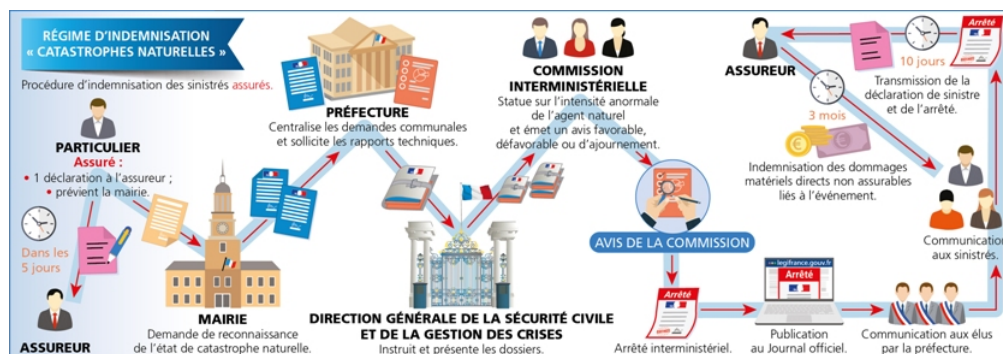 RÉGIME D'INDEMNISATION
« CATASTROPHES NATURELLES »
Procédure d'indemnisation des sinistrés assurés.
PARTICULIER
Assuré :
• 1 déclaration à l'assureur ;
• prévient la mairie.
Dans les
5 jours
ASSUREUR
MAIRIE
Demande de reconnaissance
de l'état de catastrophe naturelle.
PRÉFECTURE
Centralise les demandes communales
et sollicite les rapports techniques.
DIRECTION GÉNÉRALE DE LA SÉCURITÉ CIVILE
ET DE LA GESTION DES CRISES
Instruit et présente les dossiers.
COMMISSION
INTERMINISTÉRIELLE
Statue sur l'intensité anormale
de l'agent naturel
et émet un avis favorable,
défavorable ou d'ajournement.
AVIS DE LA COMMISSION
Arrêté
Arrêté interministériel.
legifrance.gouv.fr
Arrêté
Publication
au Journal officiel.
Communication aux élus
par la préfecture.
Communication
aux sinistrés.
Arrêté
10 jours
Transmission de la
déclaration de sinistre
et de l'arrêté.
ASSUREUR
3 mois
Indemnisation des dommages
matériels directs non assurables
liés à l'événement.